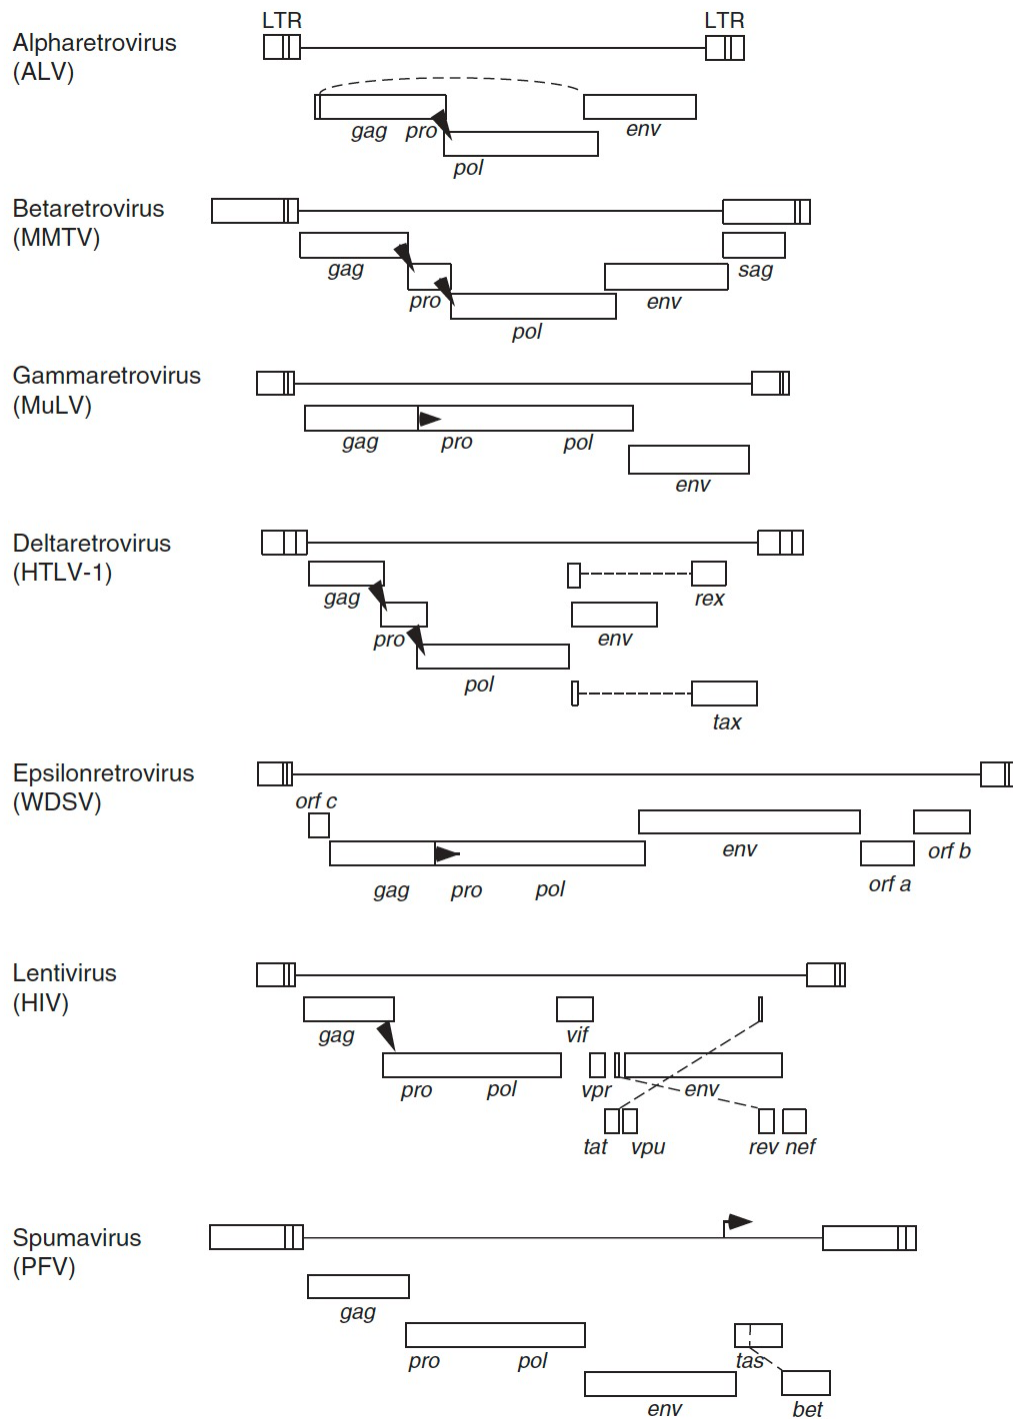 LTR LTR
Alpharetrovirus
(ALV)
gag pro env
pol
Betaretrovirus
(MMTV)
gag sag
pro env
pol
Gammaretrovirus
(MuLV)
gag pro pol
env
Deltaretrovirus
(HTLV-1)
gag rex
pro env
pol
tax
Epsilonretrovirus
(WDSV)
orf c
env orf b
gag pro pol orf a
Lentivirus
(HIV)
gag vif
pro pol vpr env
tat vpu rev nef
Spumavirus
(PFV)
gag
pro pol tas
env bet